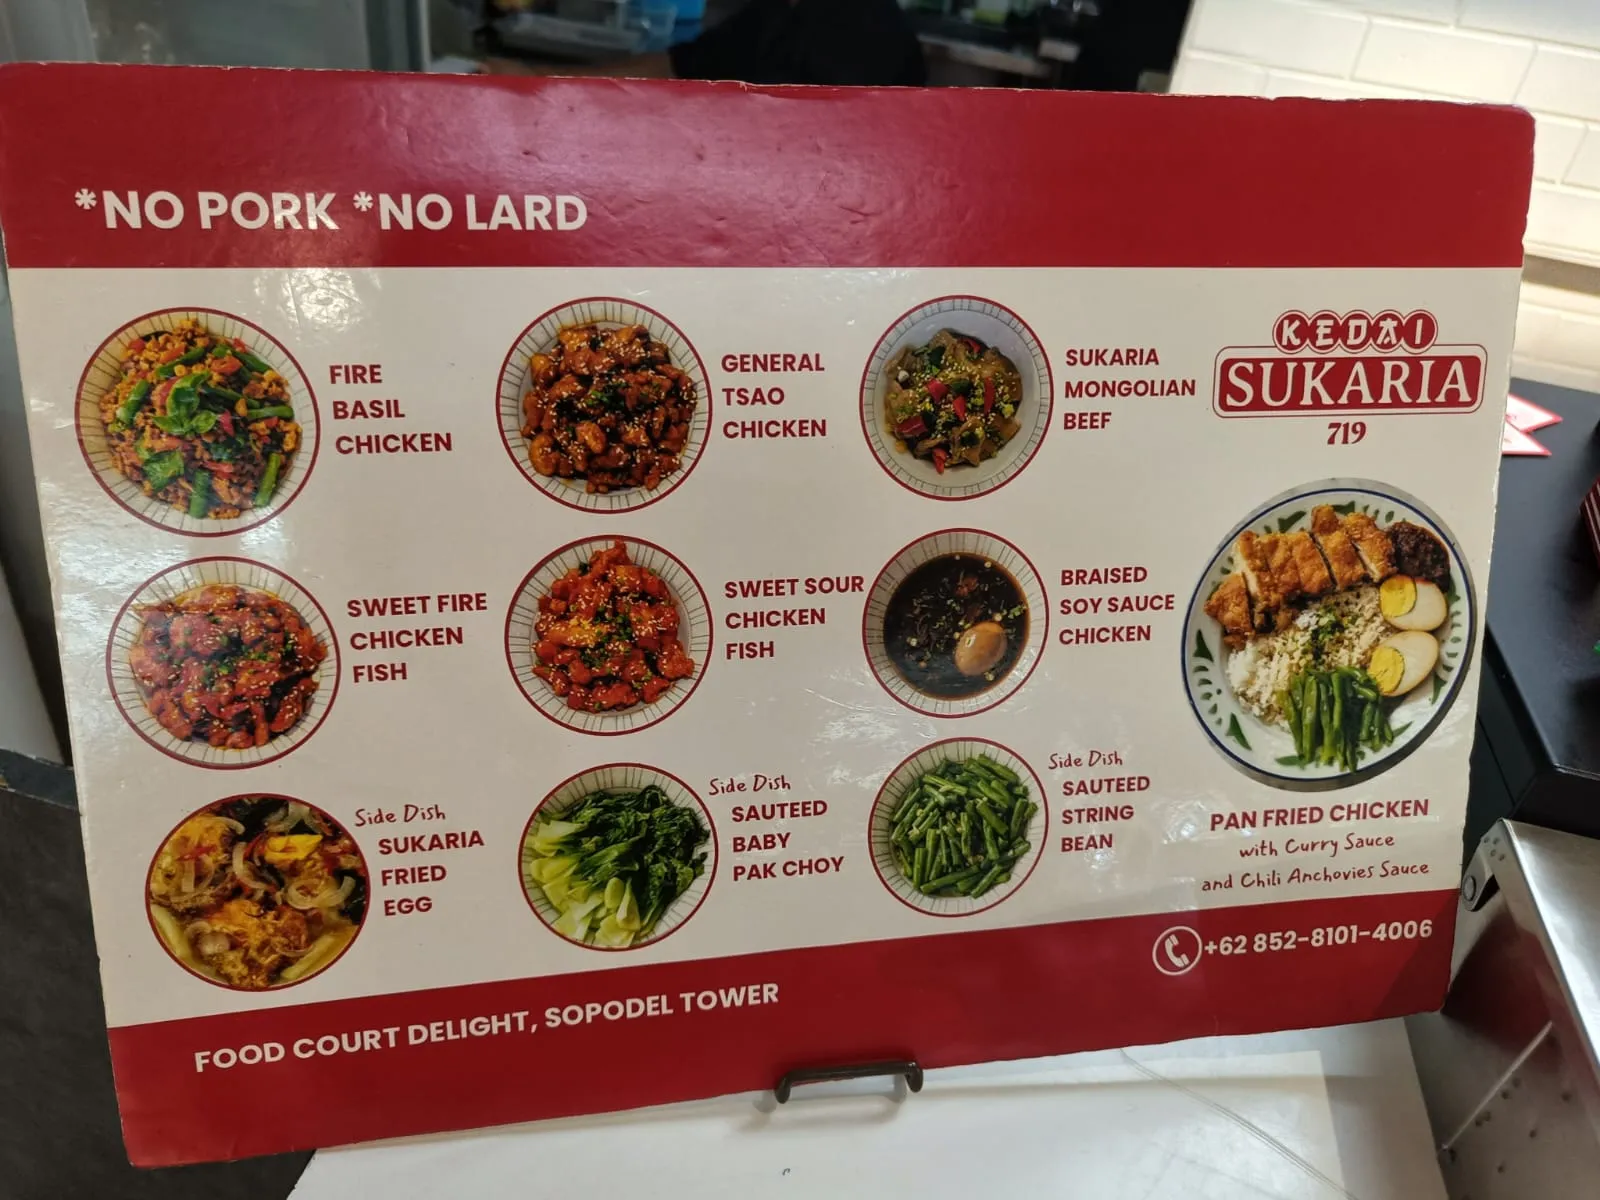 *NO PORK *NO LARD
FIRE
BASIL
CHICKEN
GENERAL
TSAO
CHICKEN
SUKARIA
MONGOLIAN
BEEF
KEDAI
SUKARIA
719
SWEET FIRE
CHICKEN
FISH
SWEET SOUR
CHICKEN
FISH
BRAISED
SOY SAUCE
CHICKEN
Side Dish
SUKARIA
FRIED
EGG
Side Dish
SAUTEED
BABY
PAK CHOY
Side Dish
SAUTEED
STRING
BEAN
PAN FRIED CHICKEN
with Curry Sauce
and Chili Anchovies Sauce
+62 852-8101-4006
FOOD COURT DELIGHT, SOPODEL TOWER